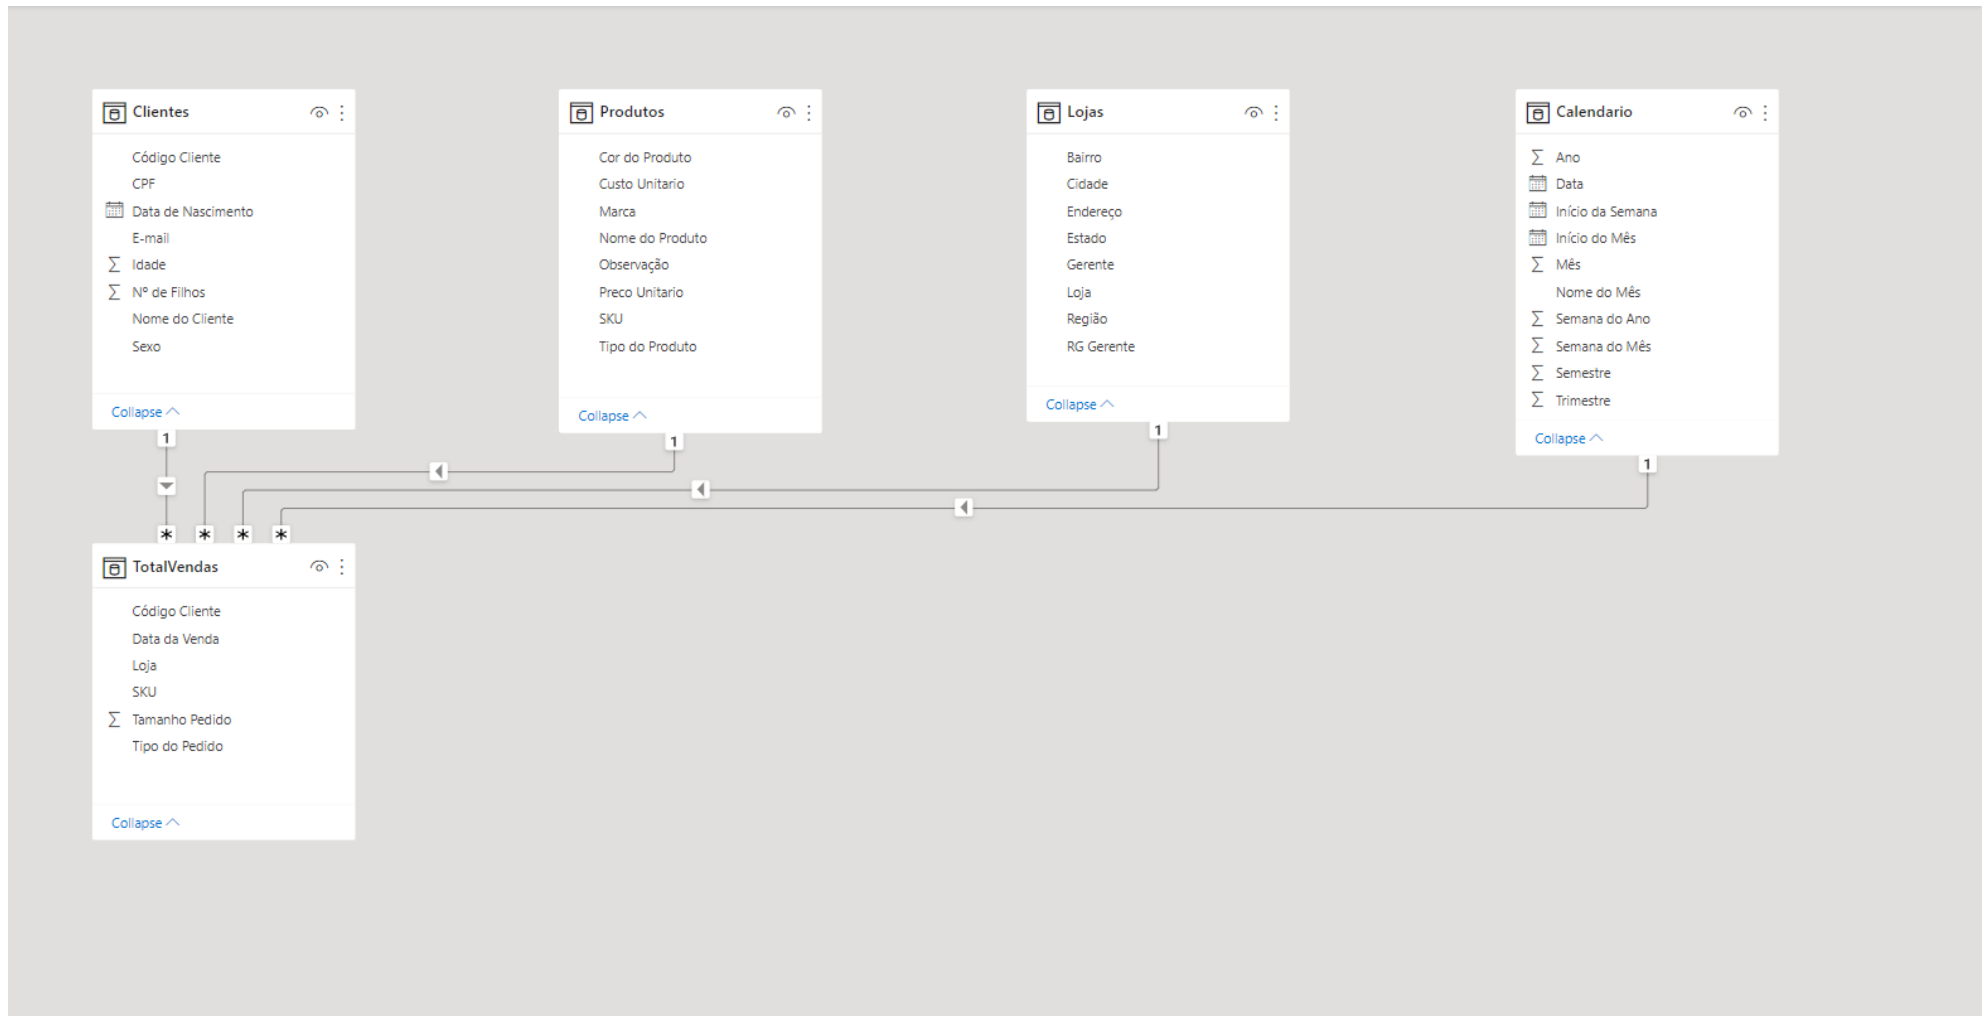 Clientes
Código Cliente
CPF
Data de Nascimento
E-mail
Idade
Nº de Filhos
Nome do Cliente
Sexo
Collapse
1
Produtos
Cor do Produto
Custo Unitario
Marca
Nome do Produto
Observação
Preco Unitario
SKU
Tipo do Produto
Collapse
1
Lojas
Bairro
Cidade
Endereço
Estado
Gerente
Loja
Região
RG Gerente
Collapse
1
Calendario
Ano
Data
Início da Semana
Início do Mês
Mês
Nome do Mês
Semana do Ano
Semana do Mês
Semestre
Trimestre
Collapse
1
* * * *
TotalVendas
Código Cliente
Data da Venda
Loja
SKU
Tamanho Pedido
Tipo do Pedido
Collapse